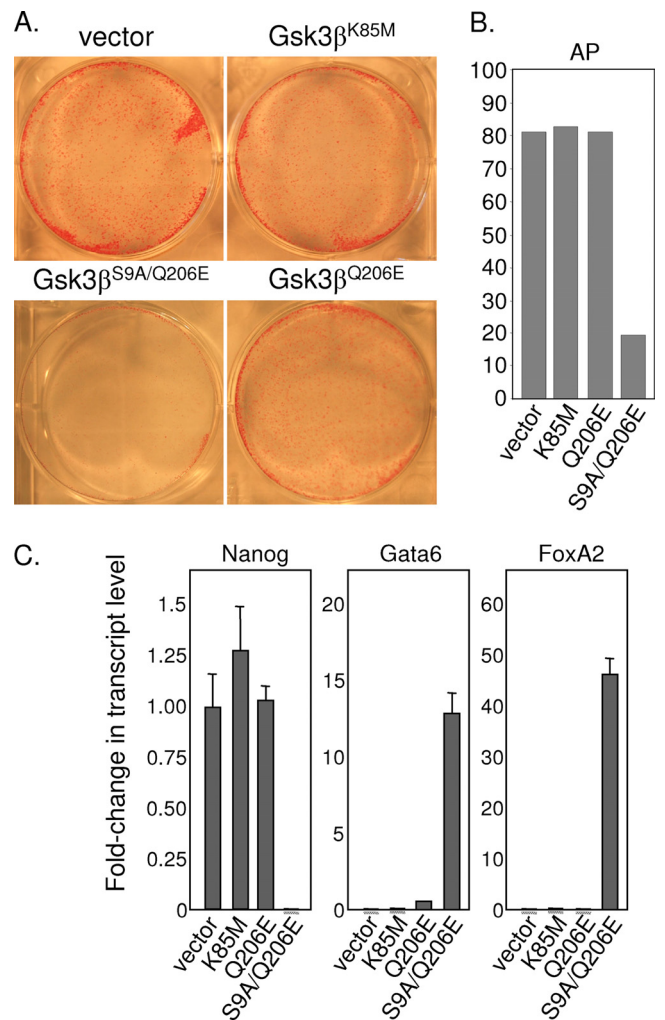 A.
vector
Gsk3β^K85M
Gsk3β^S9A/Q206E
Gsk3β^Q206E
B.
AP
100
90
80
70
60
50
40
30
20
10
0
vector
K85M
Q206E
S9A/Q206E
C.
Fold-change in transcript level
Nanog
1.5
1.25
1.00
0.75
0.50
0.25
0
vector
K85M
Q206E
S9A/Q206E
Gata6
20
15
10
5
0
vector
K85M
Q206E
S9A/Q206E
FoxA2
60
50
40
30
20
10
0
vector
K85M
Q206E
S9A/Q206E